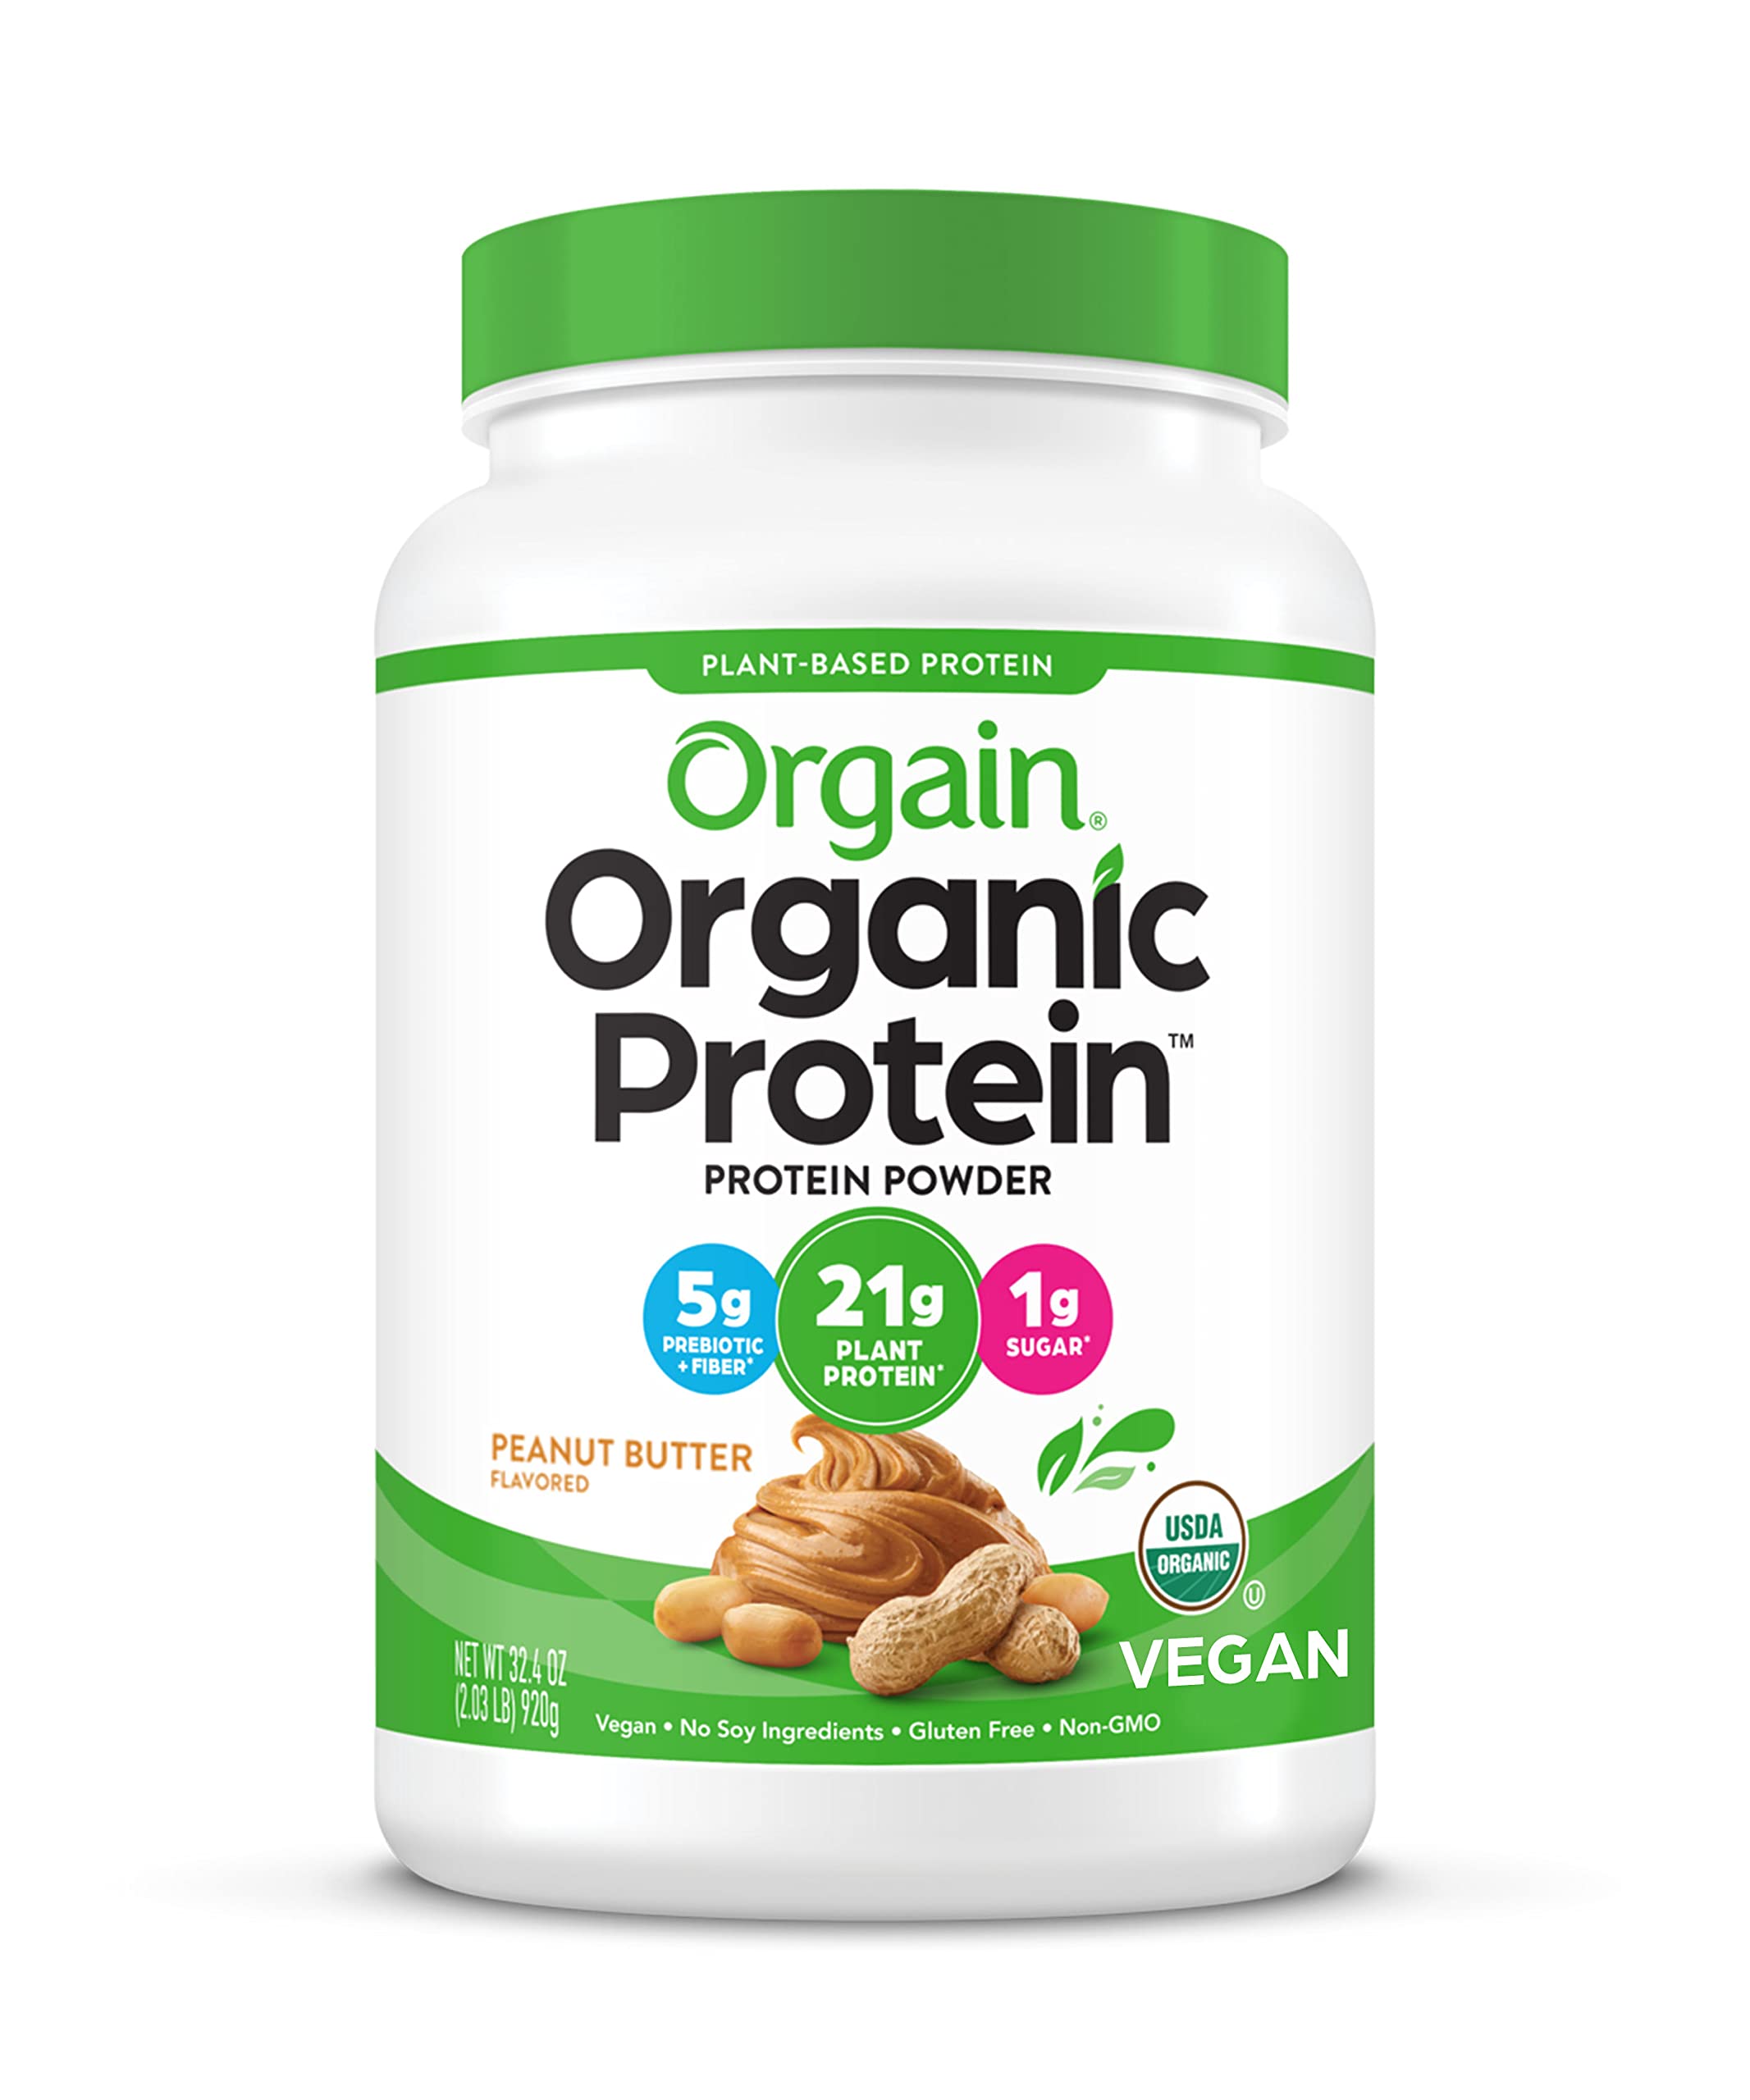 PLANT-BASED PROTEIN
Orgain®
Organic
Protein™
PROTEIN POWDER
5g
PREBIOTIC
+ FIBER*
21g
PLANT
PROTEIN*
1g
SUGAR*
PEANUT BUTTER
FLAVORED
USDA
ORGANIC
U
VEGAN
NET WT 32.4 OZ
(2.03 LB) 920g
Vegan • No Soy Ingredients • Gluten Free • Non-GMO